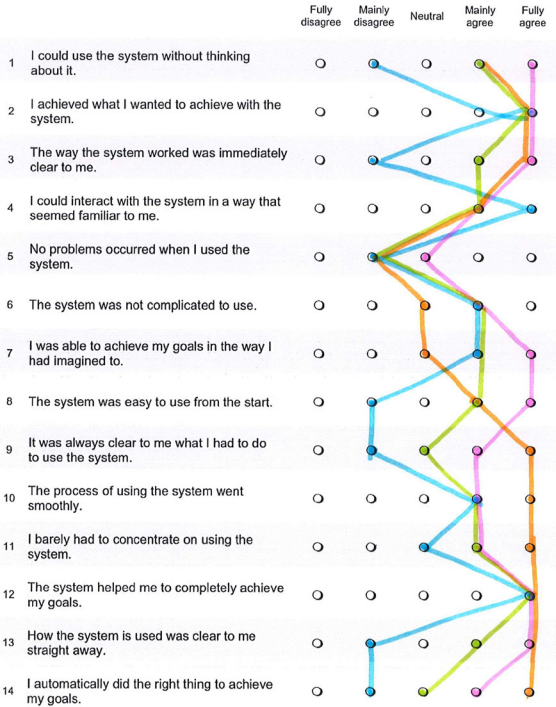 Fully disagree
Mainly disagree
Neutral
Mainly agree
Fully agree
1 I could use the system without thinking
about it.
2 I achieved what I wanted to achieve with the
system.
3 The way the system worked was immediately
clear to me.
4 I could interact with the system in a way that
seemed familiar to me.
5 No problems occurred when I used the
system.
6 The system was not complicated to use.
7 I was able to achieve my goals in the way I
had imagined to.
8 The system was easy to use from the start.
9 It was always clear to me what I had to do
to use the system.
10 The process of using the system went
smoothly.
11 I barely had to concentrate on using the
system.
12 The system helped me to completely achieve
my goals.
13 How the system is used was clear to me
straight away.
14 I automatically did the right thing to achieve
my goals.